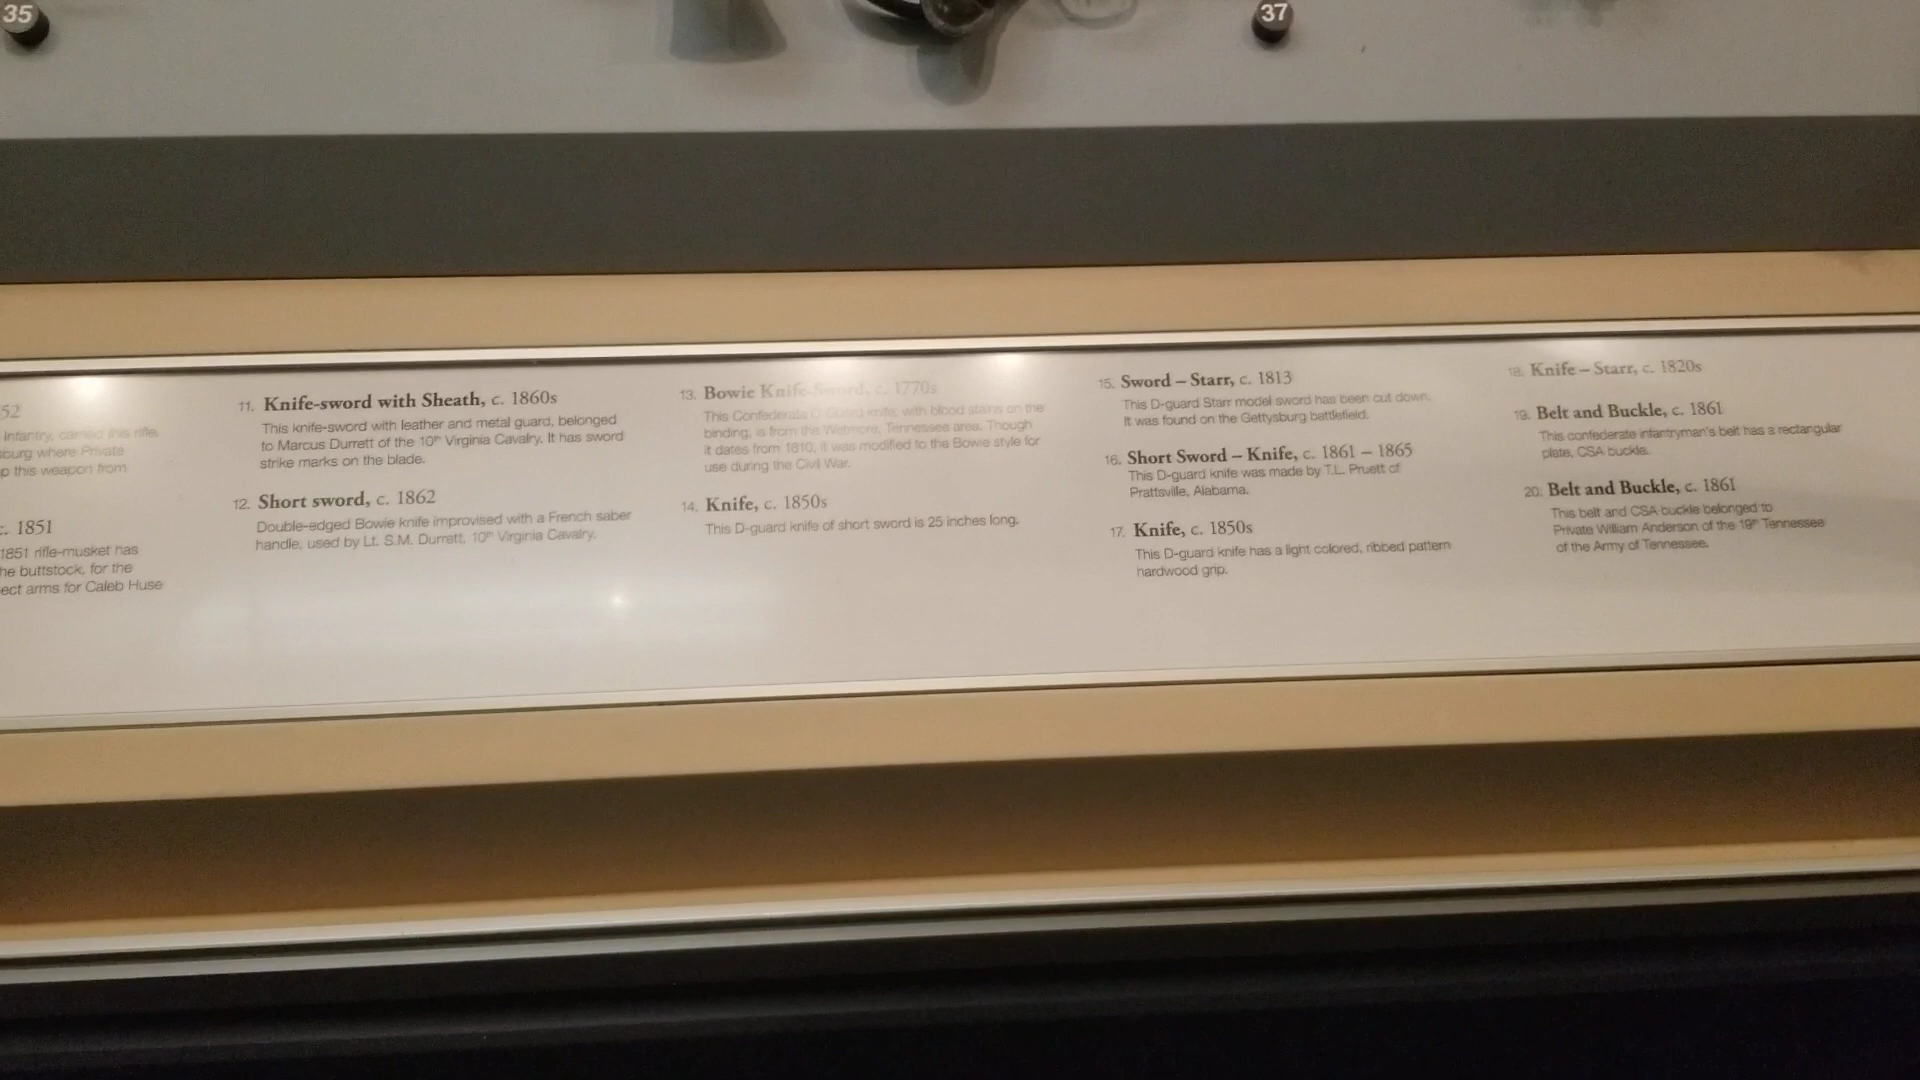 35
37
52
Infantry, carried this rifle
sburg where Private
p this weapon from
c. 1851
1851 rifle-musket has
he buttstock, for the
ect arms for Caleb Huse
11. Knife-sword with Sheath, c. 1860s
This knife-sword with leather and metal guard, belonged
to Marcus Durrett of the 10th Virginia Cavalry. It has sword
strike marks on the blade.
12. Short sword, c. 1862
Double-edged Bowie knife improvised with a French saber
handle, used by Lt. S.M. Durrett, 10th Virginia Cavalry.
13. Bowie Knife-Sword, c. 1770s
This Confederate D-Guard knife, with blood stains on the
binding, is from the Watmore, Tennessee area. Though
it dates from 1810, it was modified to the Bowie style for
use during the Civil War.
14. Knife, c. 1850s
This D-guard knife of short sword is 25 inches long.
15. Sword – Starr, c. 1813
This D-guard Starr model sword has been cut down.
It was found on the Gettysburg battlefield.
16. Short Sword – Knife, c. 1861 – 1865
This D-guard knife was made by T.L. Pruett of
Prattsville, Alabama.
17. Knife, c. 1850s
This D-guard knife has a light colored, ribbed pattern
hardwood grip.
18. Knife – Starr, c. 1820s
19. Belt and Buckle, c. 1861
This confederate infantryman's belt has a rectangular
plate, CSA buckle.
20. Belt and Buckle, c. 1861
This belt and CSA buckle belonged to
Private William Anderson of the 19th Tennessee
of the Army of Tennessee.